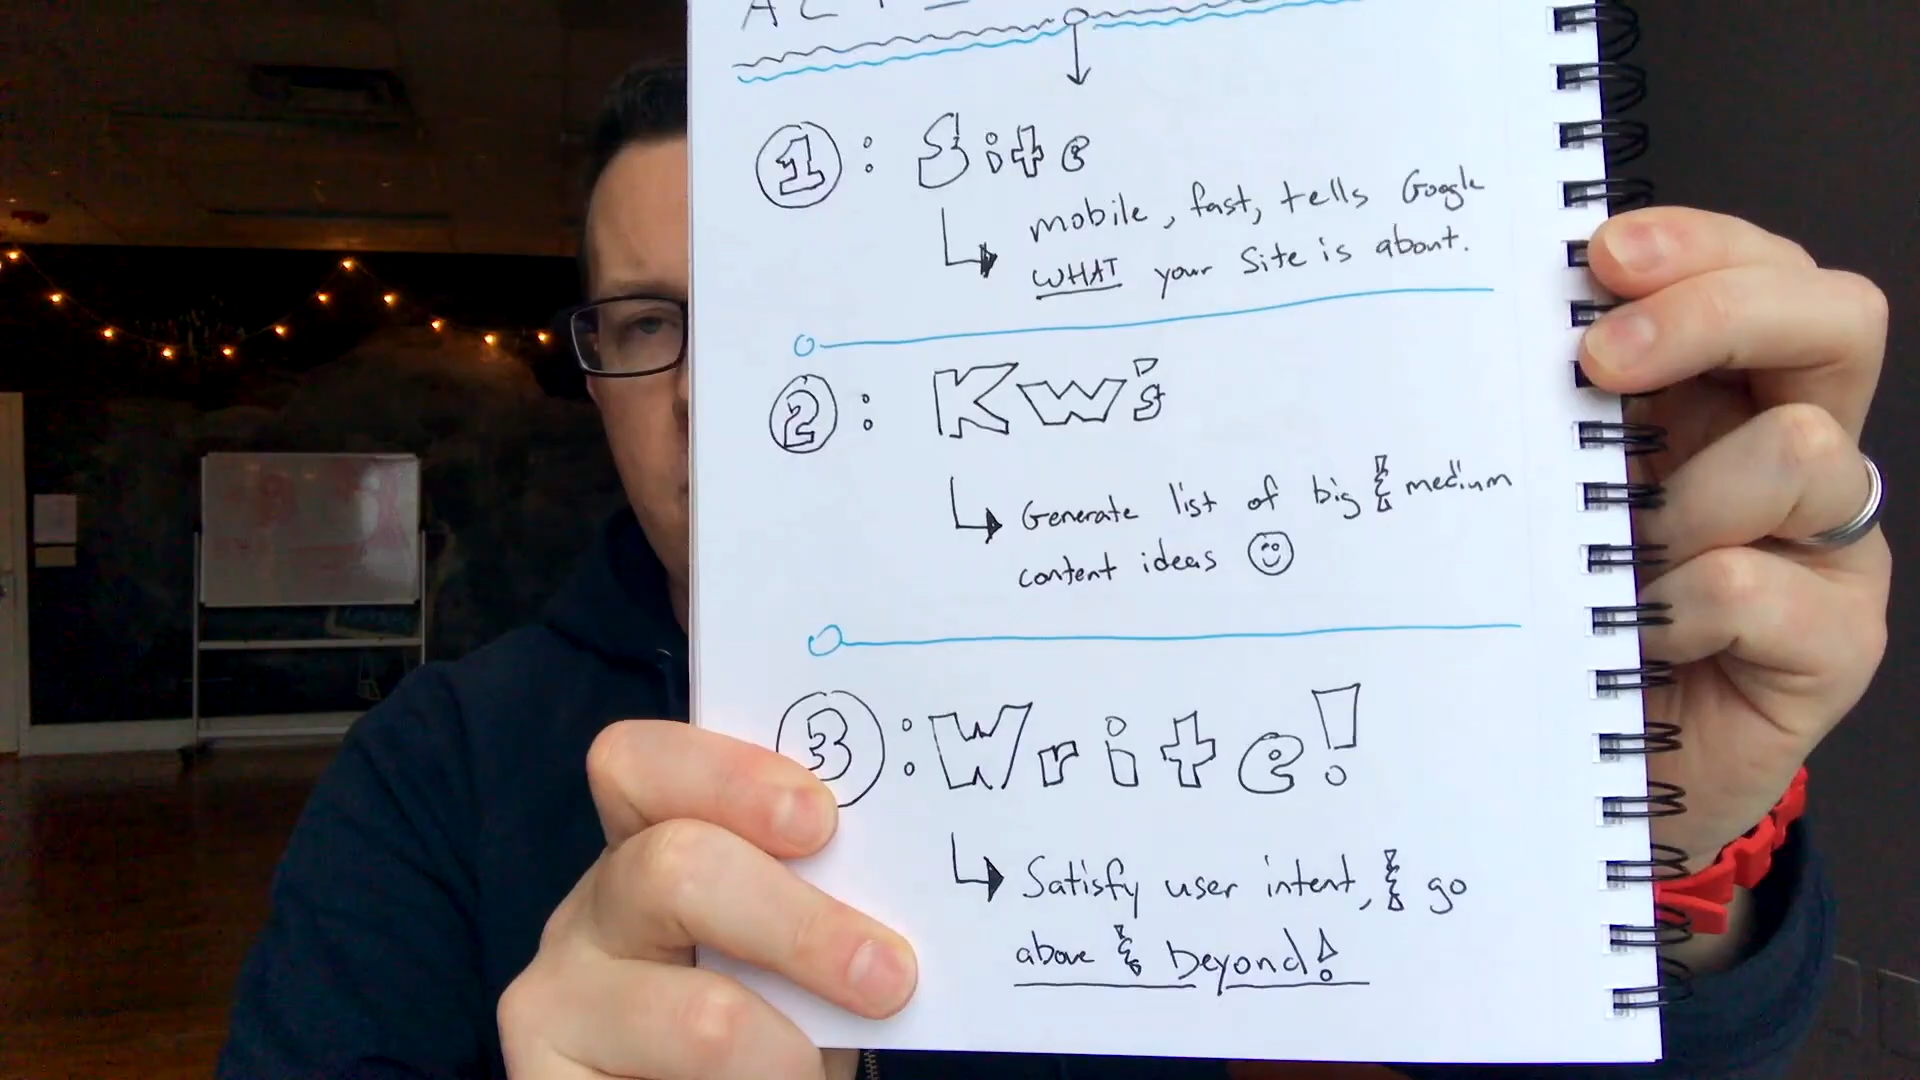 1: Site
mobile, fast, tells Google
WHAT your site is about.
2: KW's
Generate list of big & medium
content ideas
3: Write!
Satisfy user intent, & go
above & beyond!